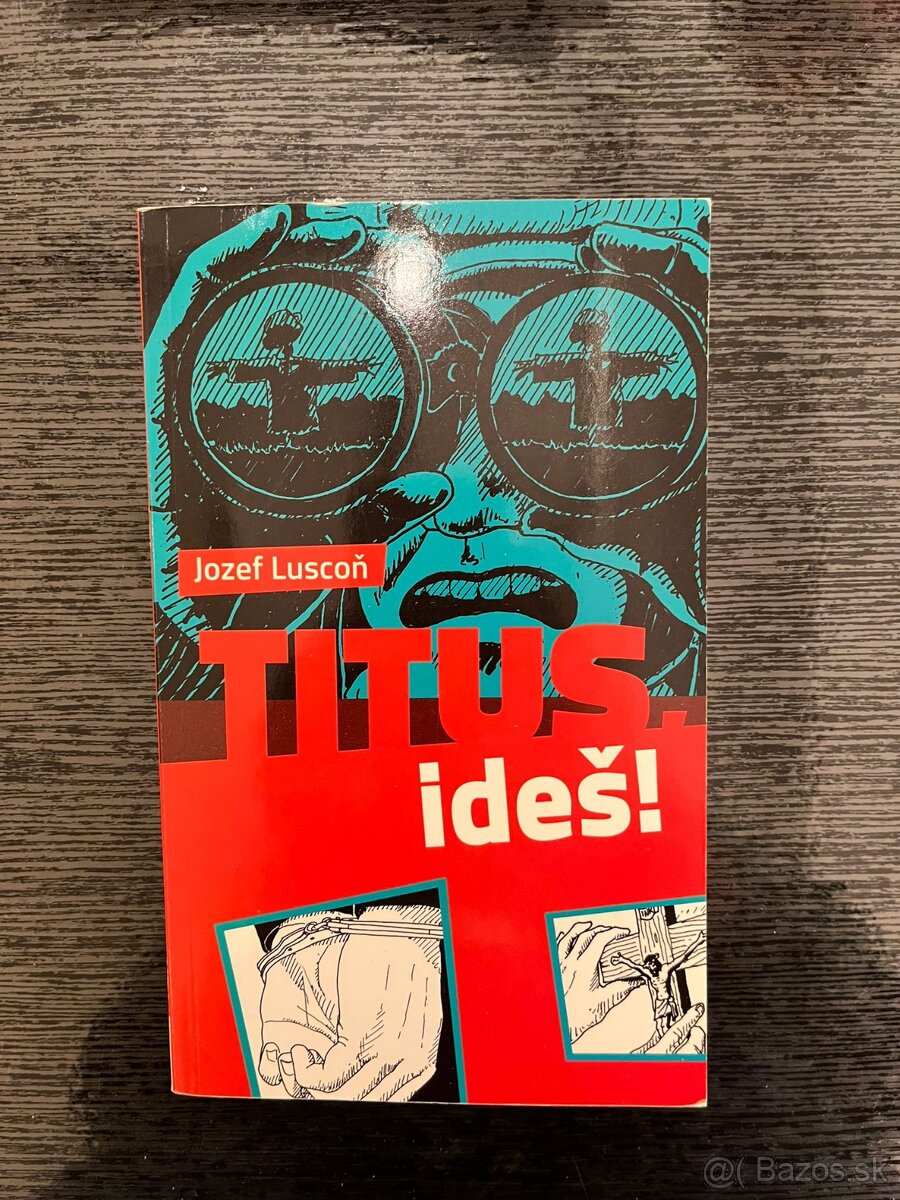 Jozef Luscoň
TITUS,
ideš!
@( Bazos.sk